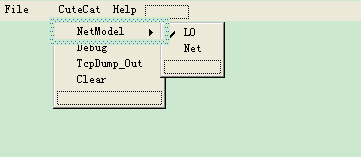 File CuteCat Help
NetModel
Debug
TcpDump_Out
Clear
LO
Net